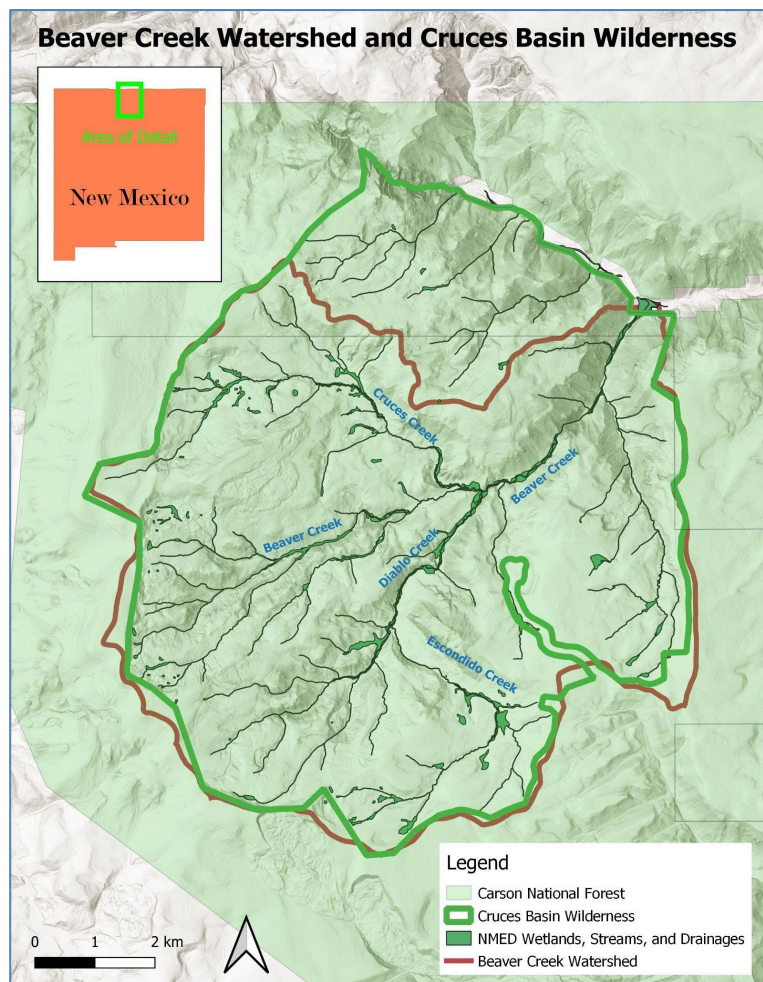 Beaver Creek Watershed and Cruces Basin Wilderness
Area of Detail
New Mexico
Cruces Creek
Beaver Creek
Beaver Creek
Diablo Creek
Escondido Creek
Legend
Carson National Forest
Cruces Basin Wilderness
NMED Wetlands, Streams, and Drainages
Beaver Creek Watershed
0 1 2 km